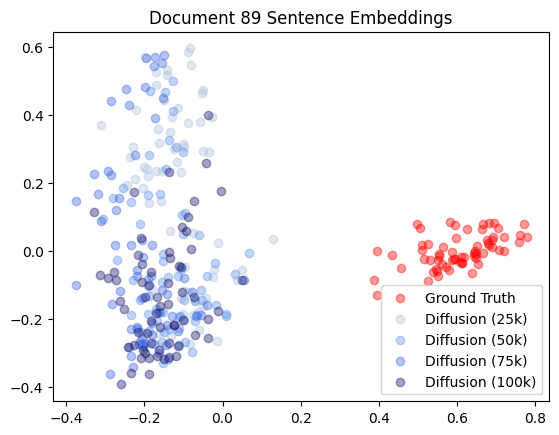 Document 89 Sentence Embeddings
0.6
0.4
0.2
0.0
−0.2
−0.4
−0.4
−0.2
0.0
0.2
0.4
0.6
0.8
Ground Truth
Diffusion (25k)
Diffusion (50k)
Diffusion (75k)
Diffusion (100k)